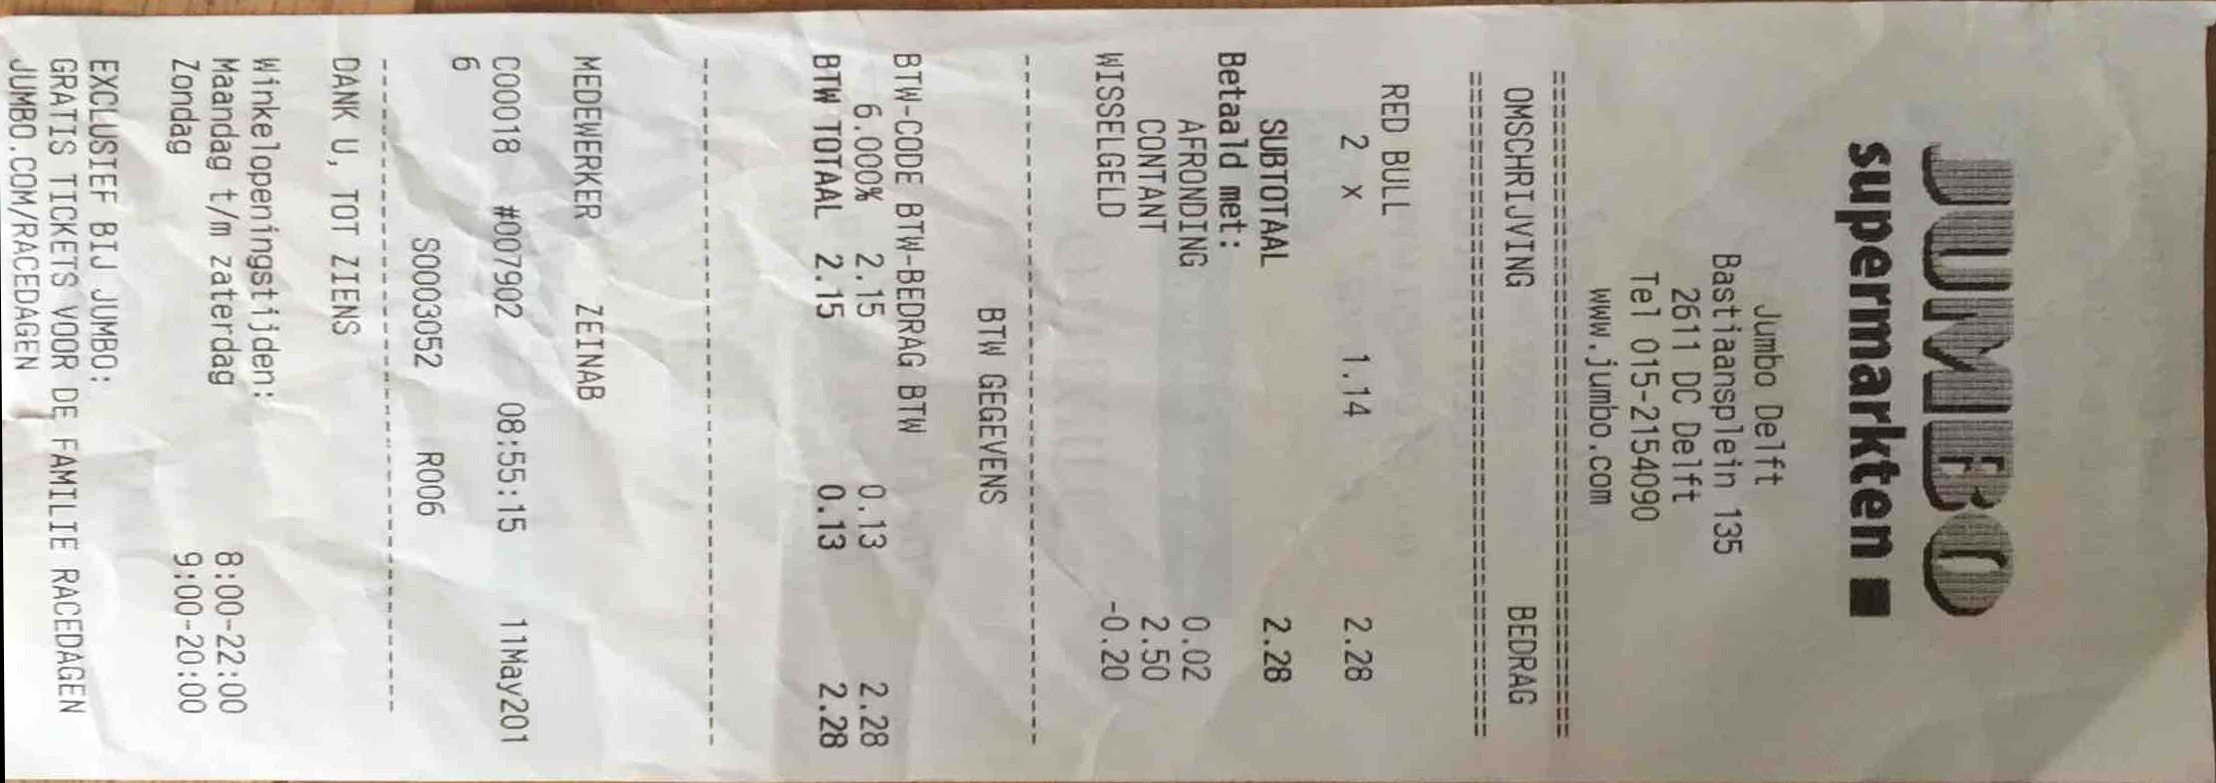 JUMBO
supermarkten
Jumbo Delft
Bastiaansplein 135
2611 DC Delft
Tel 015-2154090
www.jumbo.com
==================================================
OMSCHRIJVING BEDRAG
==================================================
RED BULL
2 x 1.14 2.28
SUBTOTAAL 2.28
Betaald met:
AFRONDING 0.02
CONTANT 2.50
WISSELGELD -0.20
--------------------------------------------------
BTW GEGEVENS
BTW-CODE BTW-BEDRAG BTW
6.000% 2.15 0.13 2.28
BTW TOTAAL 2.15 0.13 2.28
--------------------------------------------------
MEDEWERKER ZEINAB
C00018 #007902 08:55:15 11May201
6
S00003052 R006
--------------------------------------------------
DANK U, TOT ZIENS
Winkelopeningstijden:
Maandag t/m zaterdag 8:00-22:00
Zondag 9:00-20:00
EXCLUSIEF BIJ JUMBO:
GRATIS TICKETS VOOR DE FAMILIE RACEDAGEN
JUMBO.COM/RACEDAGEN